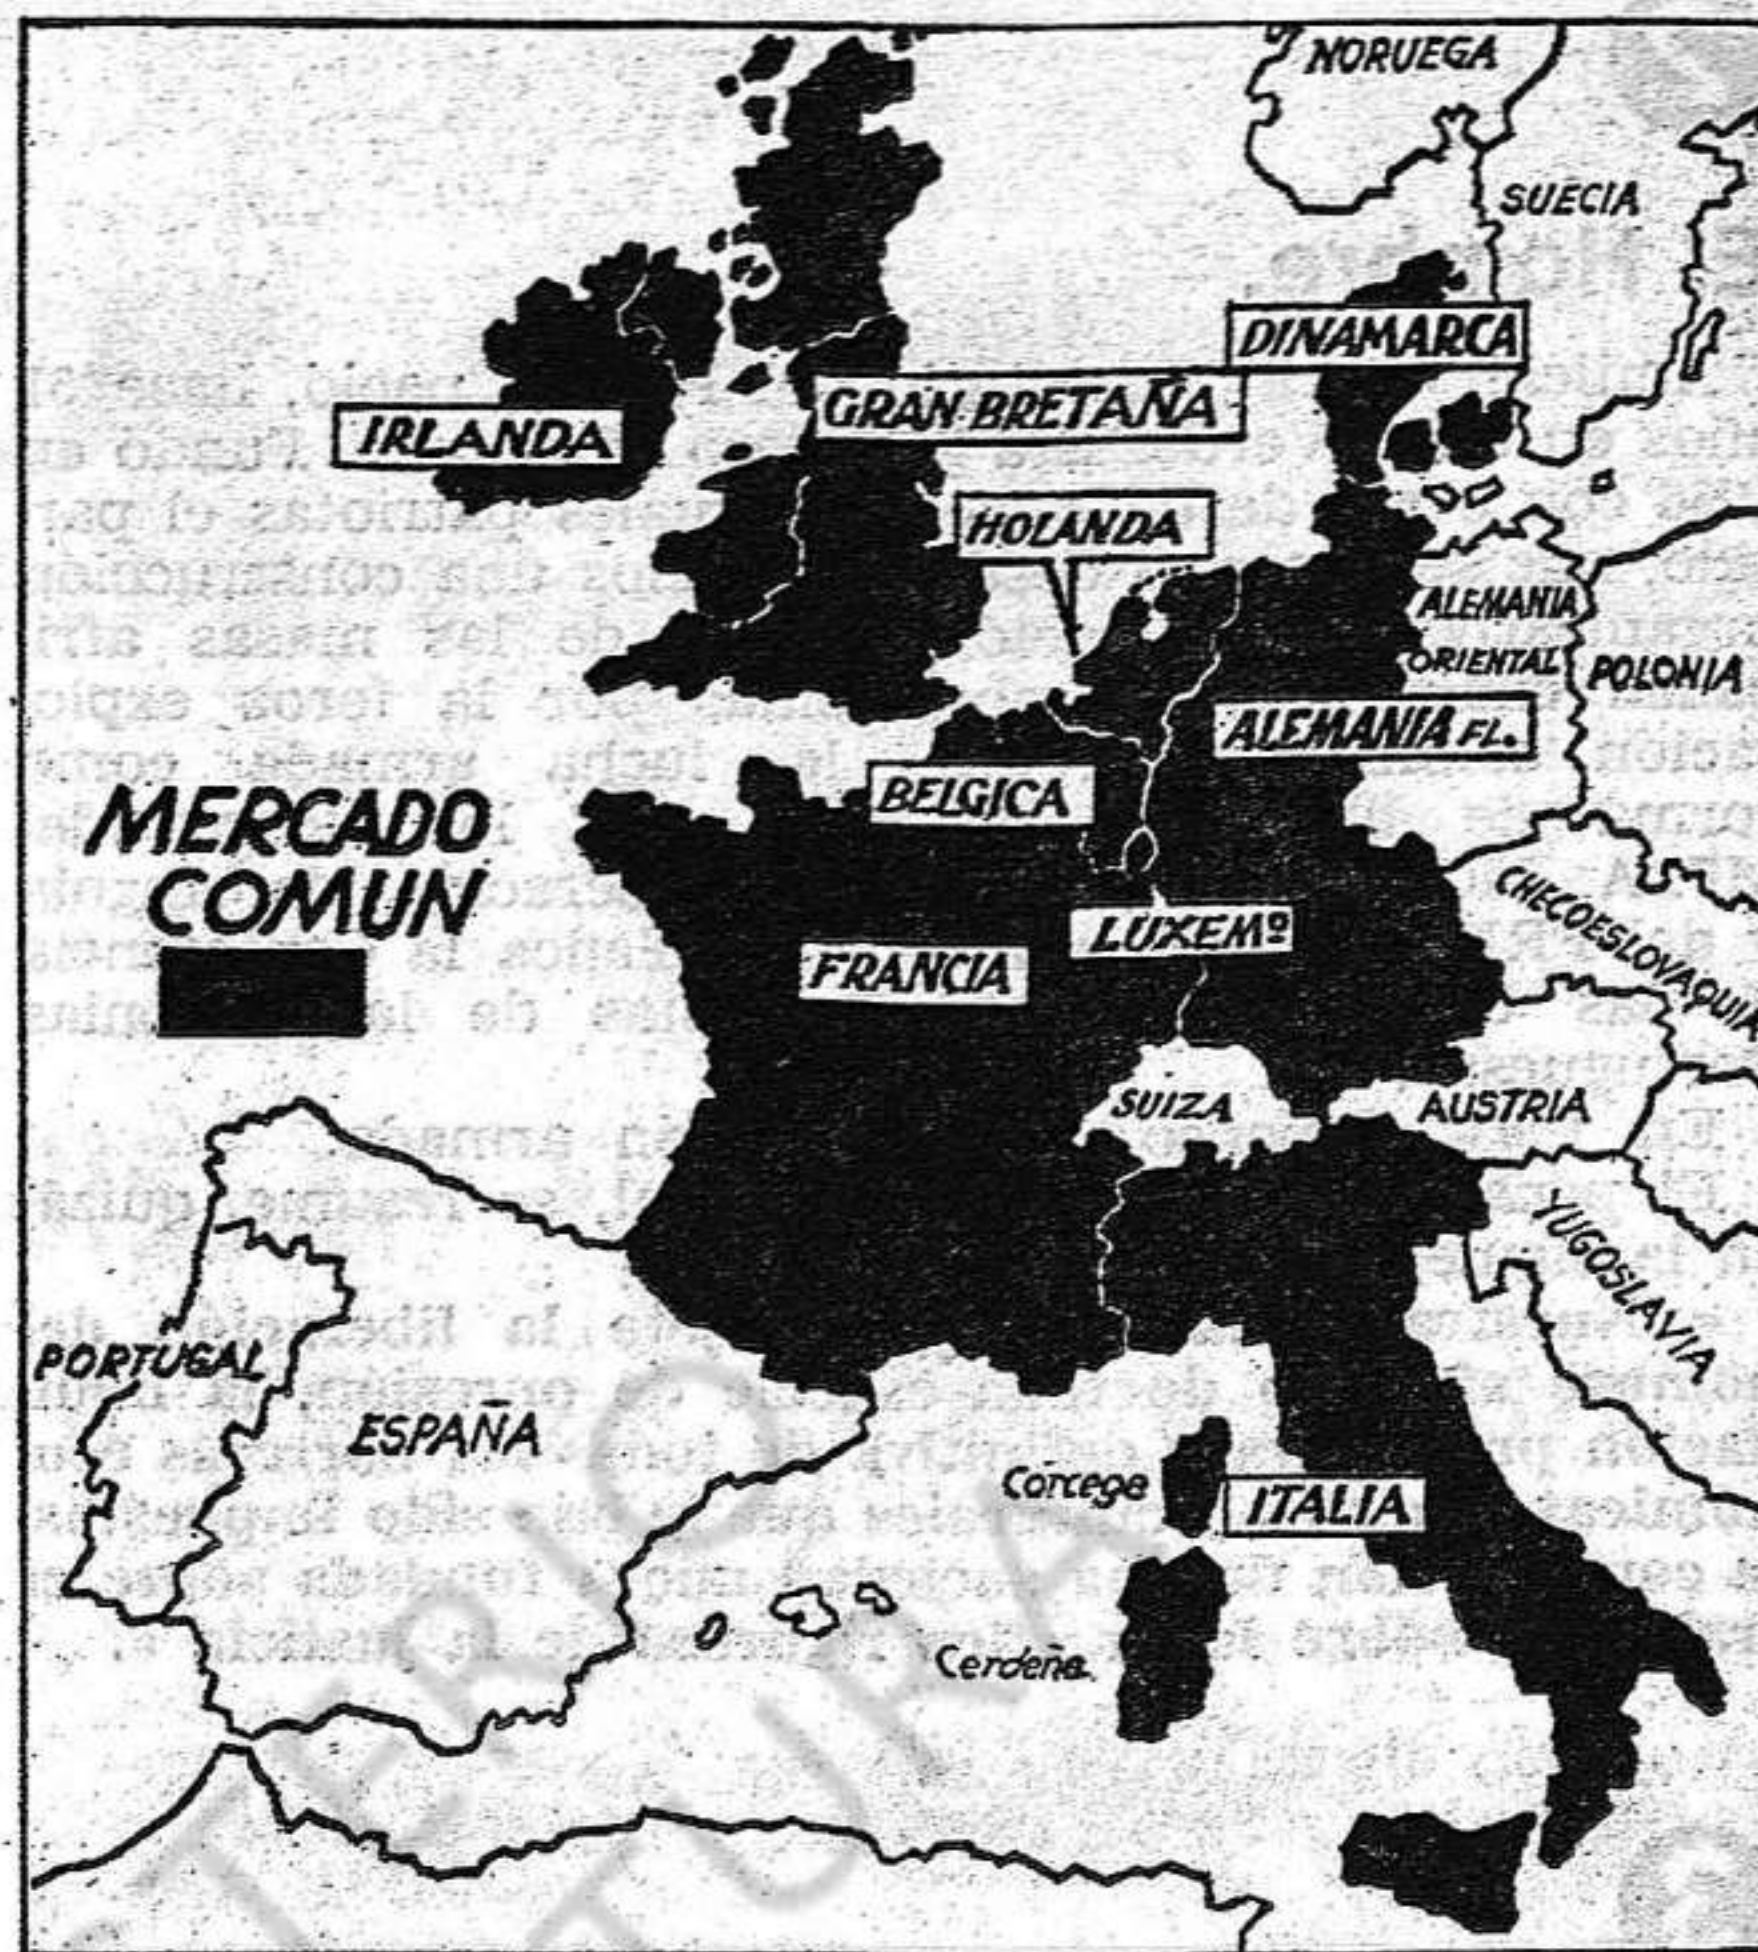 NORUEGA
SUECIA
DINAMARCA
GRAN-BRETAÑA
IRLANDA
HOLANDA
ALEMANIA
ORIENTAL
POLONIA
ALEMANIA FL.
BELGICA
MERCADO
COMUN
CHECOESLOVAQUIA
LUXEMº
FRANCIA
SUIZA
AUSTRIA
YUGOSLAVIA
PORTUGAL
ESPAÑA
Córcega
ITALIA
Cerdeña.